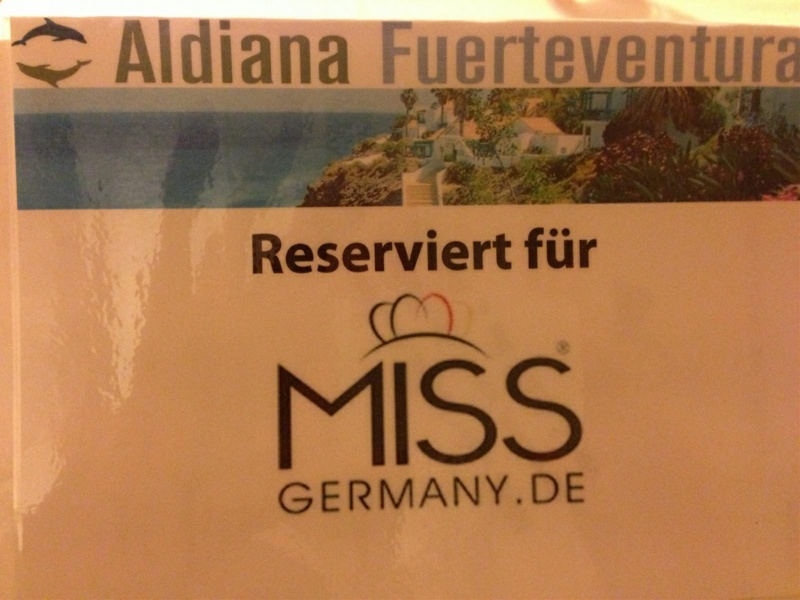 Aldiana Fuerteventura
Reserviert für
MISS ®
GERMANY.DE